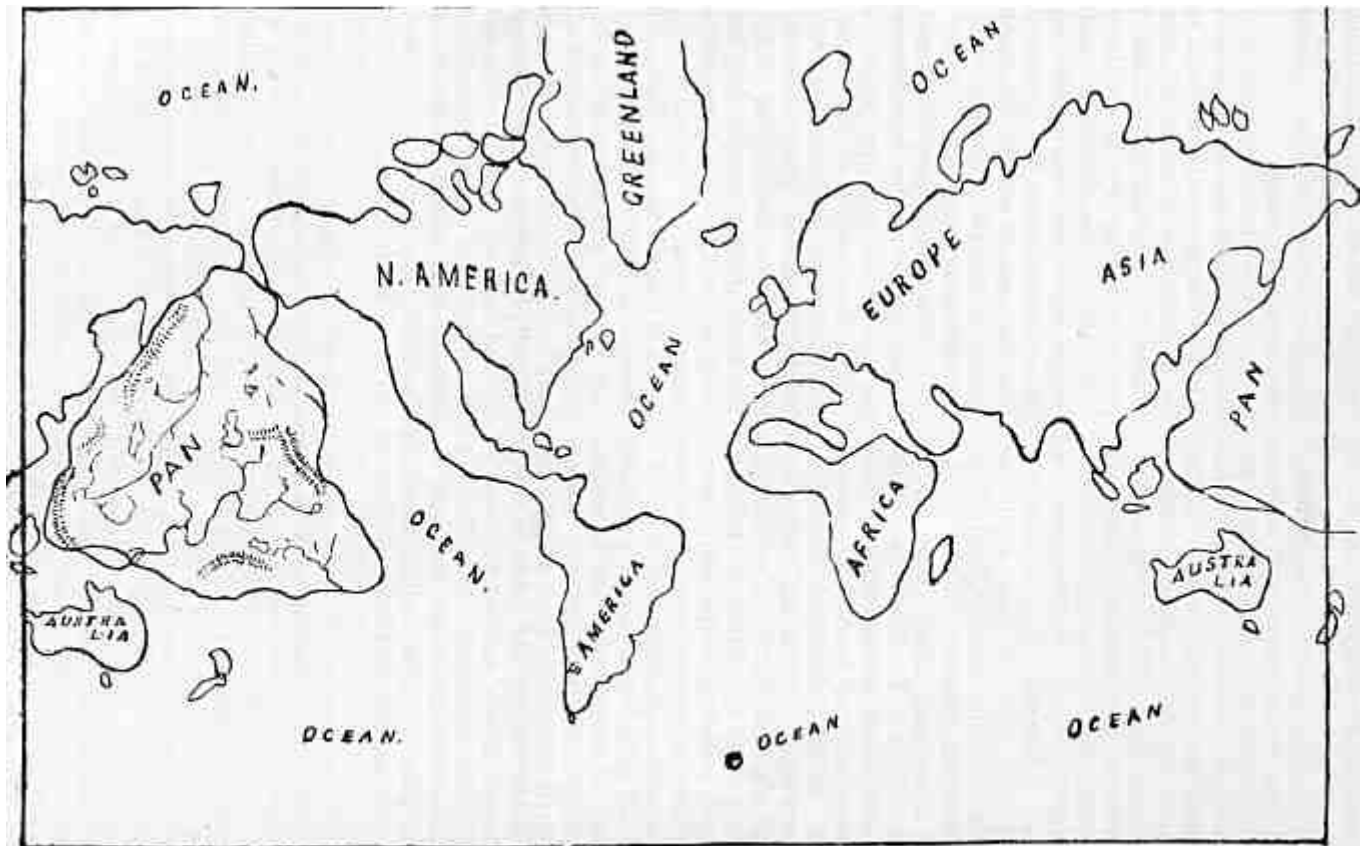 OCEAN.
GREENLAND
OCEAN
N. AMERICA.
EUROPE
ASIA
OCEAN
PAN
PAN
OCEAN.
AFRICA
AUSTRA
LIA
AUSTRA
LIA
S AMERICA
OCEAN.
OCEAN
OCEAN